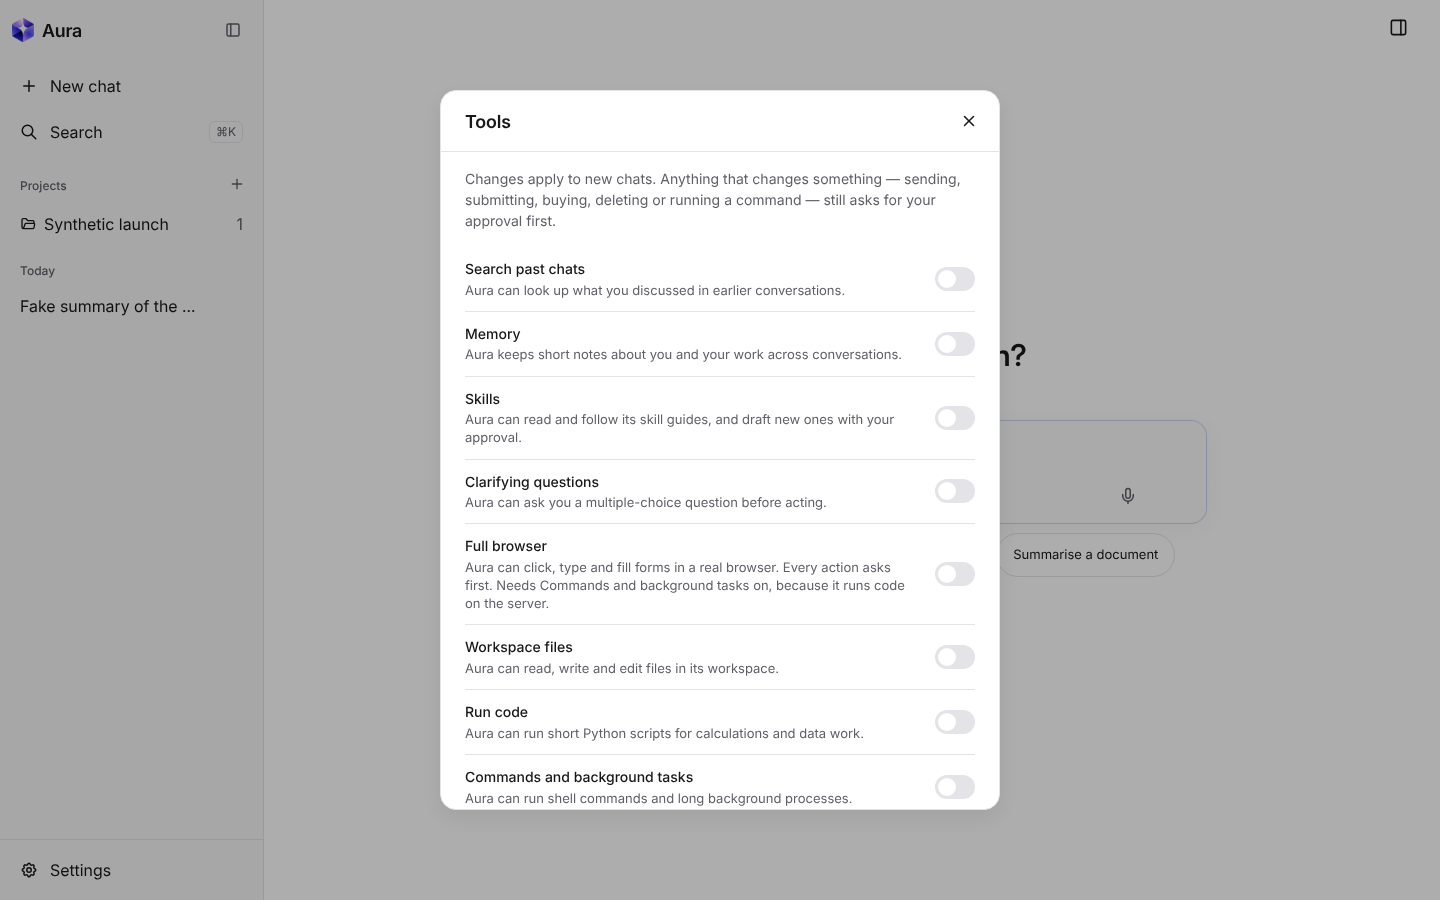 Aura
New chat
Search
⌘K
Projects
Synthetic launch
1
Today
Fake summary of the ...
Settings
Tools
Changes apply to new chats. Anything that changes something — sending,
submitting, buying, deleting or running a command — still asks for your
approval first.
Search past chats
Aura can look up what you discussed in earlier conversations.
Memory
Aura keeps short notes about you and your work across conversations.
Skills
Aura can read and follow its skill guides, and draft new ones with your
approval.
Clarifying questions
Aura can ask you a multiple-choice question before acting.
Full browser
Aura can click, type and fill forms in a real browser. Every action asks
first. Needs Commands and background tasks on, because it runs code
on the server.
Workspace files
Aura can read, write and edit files in its workspace.
Run code
Aura can run short Python scripts for calculations and data work.
Commands and background tasks
Aura can run shell commands and long background processes.
Summarise a document